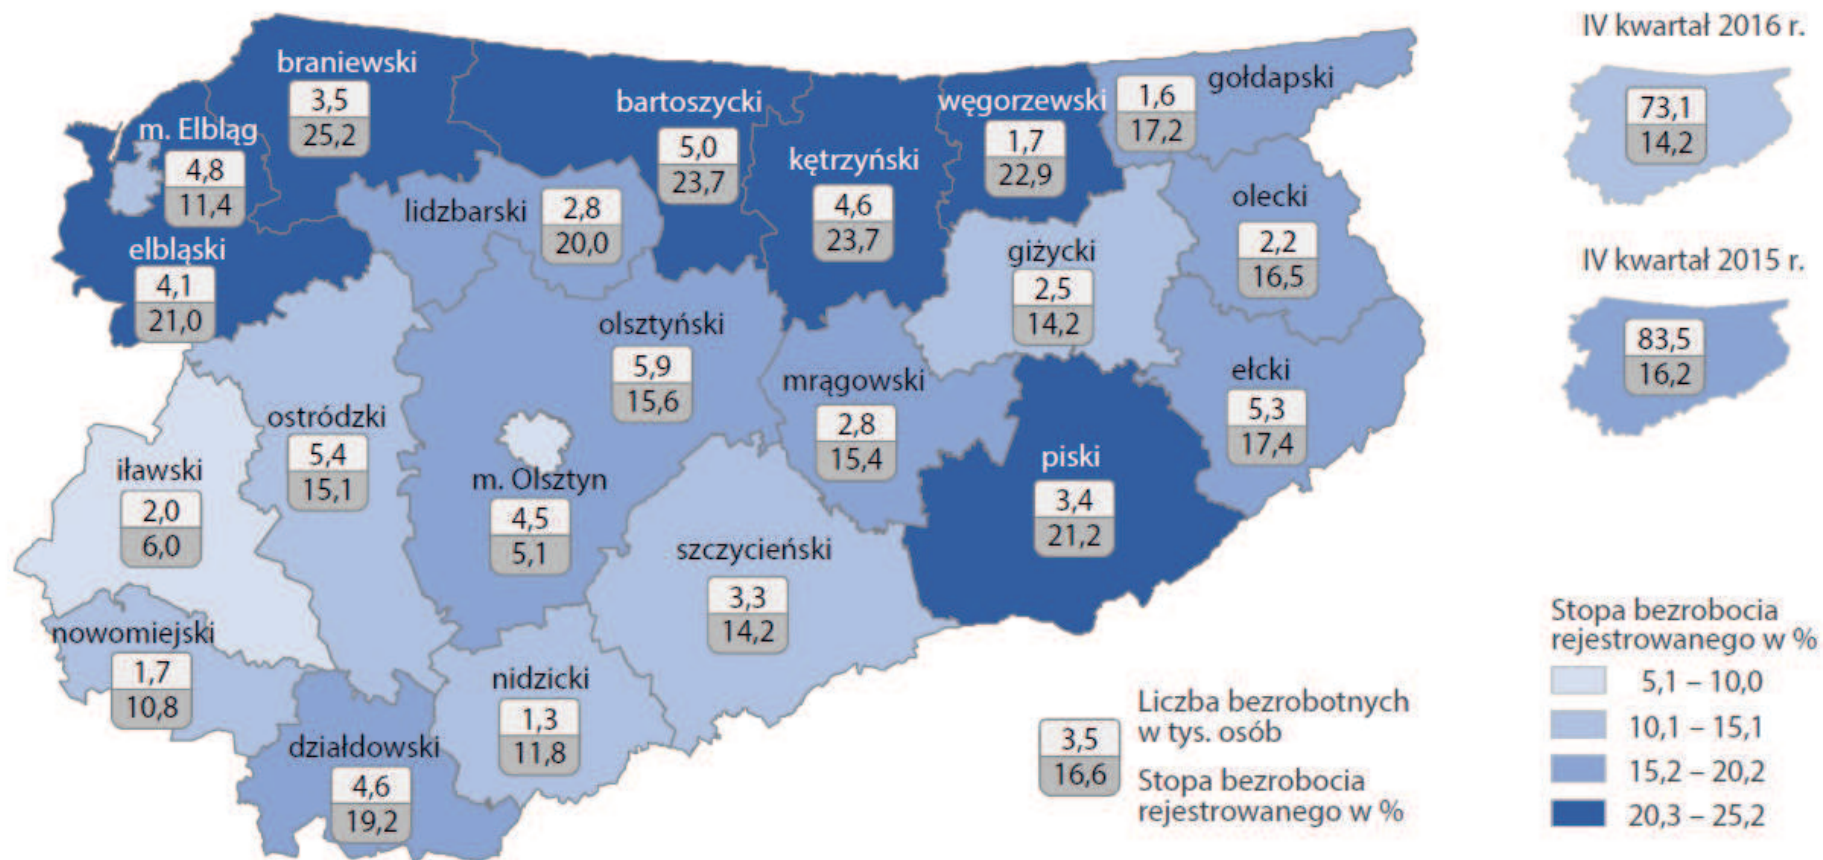 IV kwartał 2016 r.
73,1
14,2
IV kwartał 2015 r.
83,5
16,2
braniewski
3,5
25,2
bartoszycki
5,0
23,7
węgorzewski
1,7
22,9
gołdapski
1,6
17,2
m. Elbląg
4,8
11,4
kętrzyński
4,6
23,7
lidzbarski
2,8
20,0
olecki
2,2
16,5
elbląski
4,1
21,0
giżycki
2,5
14,2
olsztyński
5,9
15,6
mrągowski
2,8
15,4
ełcki
5,3
17,4
ostródzki
5,4
15,1
iławski
2,0
6,0
m. Olsztyn
4,5
5,1
piski
3,4
21,2
szczycieński
3,3
14,2
nowomiejski
1,7
10,8
nidzicki
1,3
11,8
działdowski
4,6
19,2
3,5
16,6
Liczba bezrobotnych
w tys. osób
Stopa bezrobocia
rejestrowanego w %
Stopa bezrobocia
rejestrowanego w %
5,1 – 10,0
10,1 – 15,1
15,2 – 20,2
20,3 – 25,2